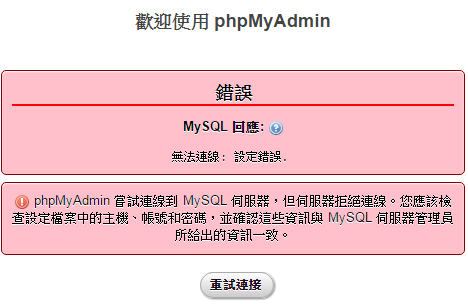 歡迎使用 phpMyAdmin
錯誤
MySQL 回應:
無法連線: 設定錯誤.
phpMyAdmin 嘗試連線到 MySQL 伺服器，但伺服器拒絕連線。您應該檢
查設定檔案中的主機、帳號和密碼，並確認這些資訊與 MySQL 伺服器管理員
所給出的資訊一致。
重試連接